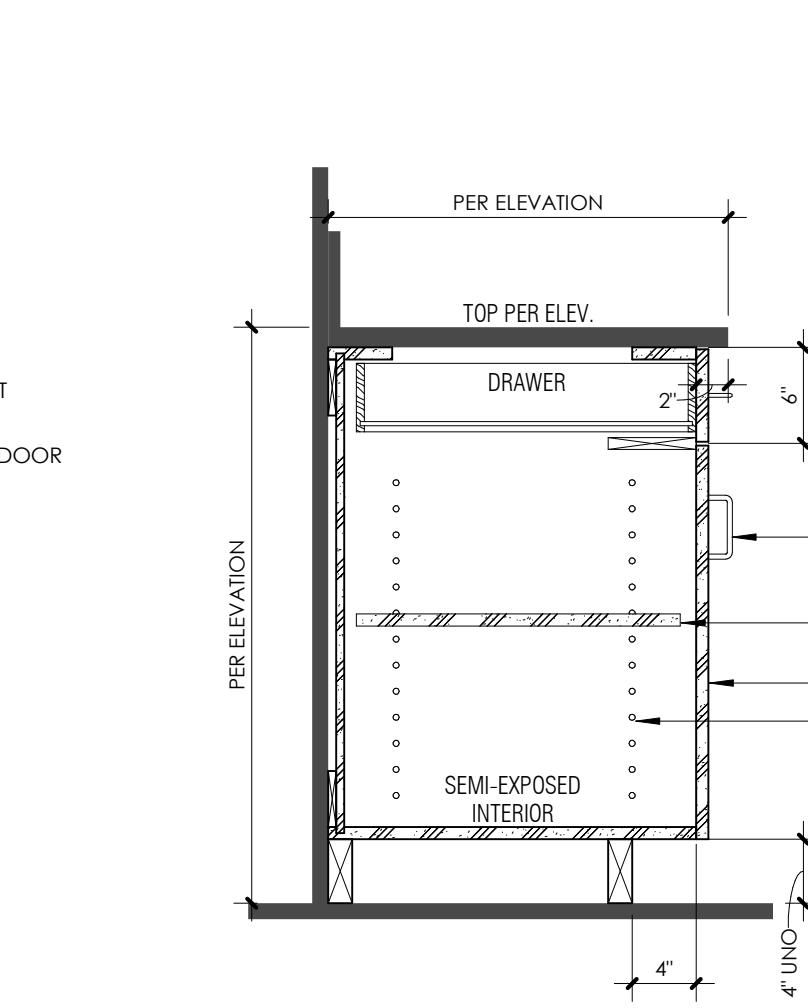 PER ELEVATION
TOP PER ELEV.
T
DRAWER
2"
6"
DOOR
PER ELEVATION
SEMI-EXPOSED
INTERIOR
4" UNO
4"